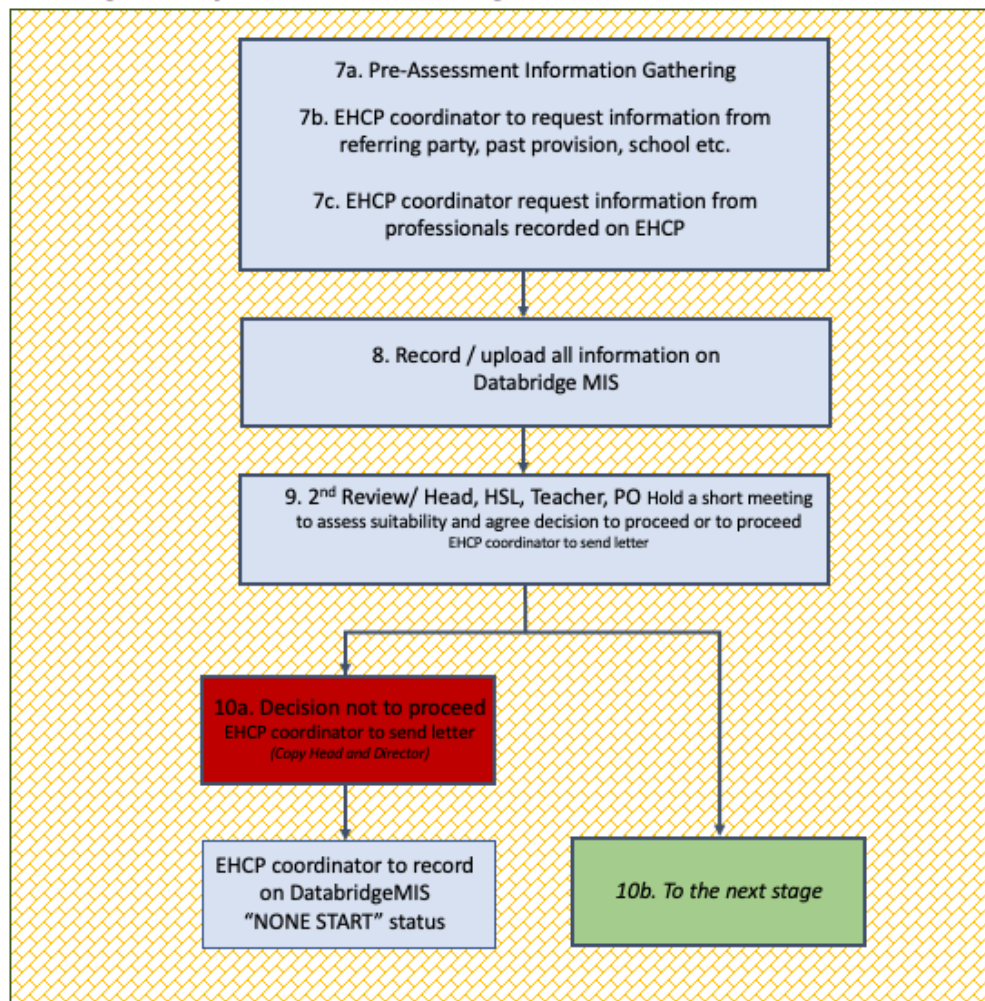 7a. Pre-Assessment Information Gathering
7b. EHCP coordinator to request information from
referring party, past provision, school etc.
7c. EHCP coordinator request information from
professionals recorded on EHCP
8. Record / upload all information on
Databridge MIS
9. 2nd Review/ Head, HSL, Teacher, PO Hold a short meeting
to assess suitability and agree decision to proceed or to proceed
EHCP coordinator to send letter
10a. Decision not to proceed
EHCP coordinator to send letter
(Copy Head and Director)
EHCP coordinator to record
on DatabridgeMIS
“NONE START” status
10b. To the next stage